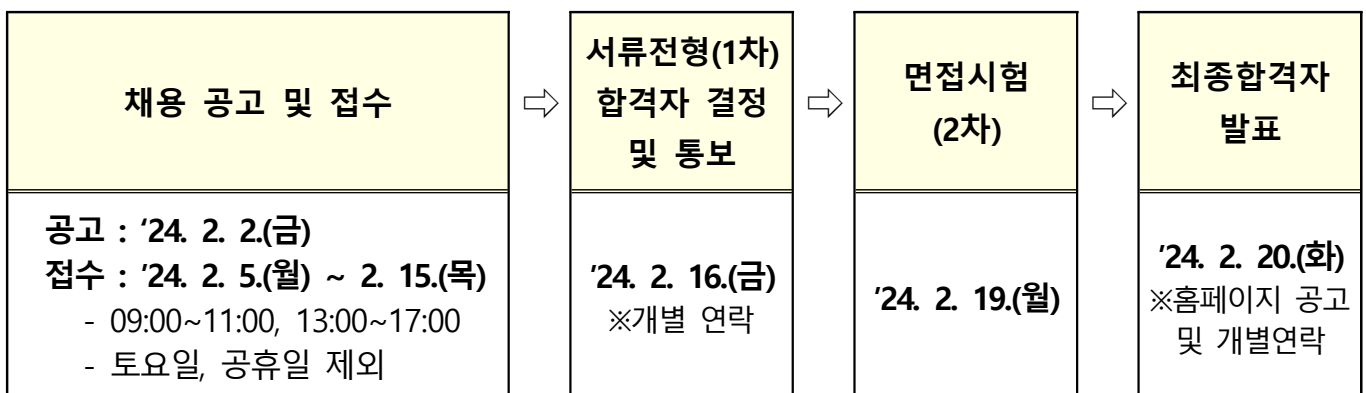 채용 공고 및 접수
공고 : ‘24. 2. 2.(금)
접수 : ’24. 2. 5.(월) ~ 2. 15.(목)
- 09:00~11:00, 13:00~17:00
- 토요일, 공휴일 제외
⇨
서류전형(1차)
합격자 결정
및 통보
’24. 2. 16.(금)
※개별 연락
⇨
면접시험
(2차)
’24. 2. 19.(월)
⇨
최종합격자
발표
’24. 2. 20.(화)
※홈페이지 공고
및 개별연락